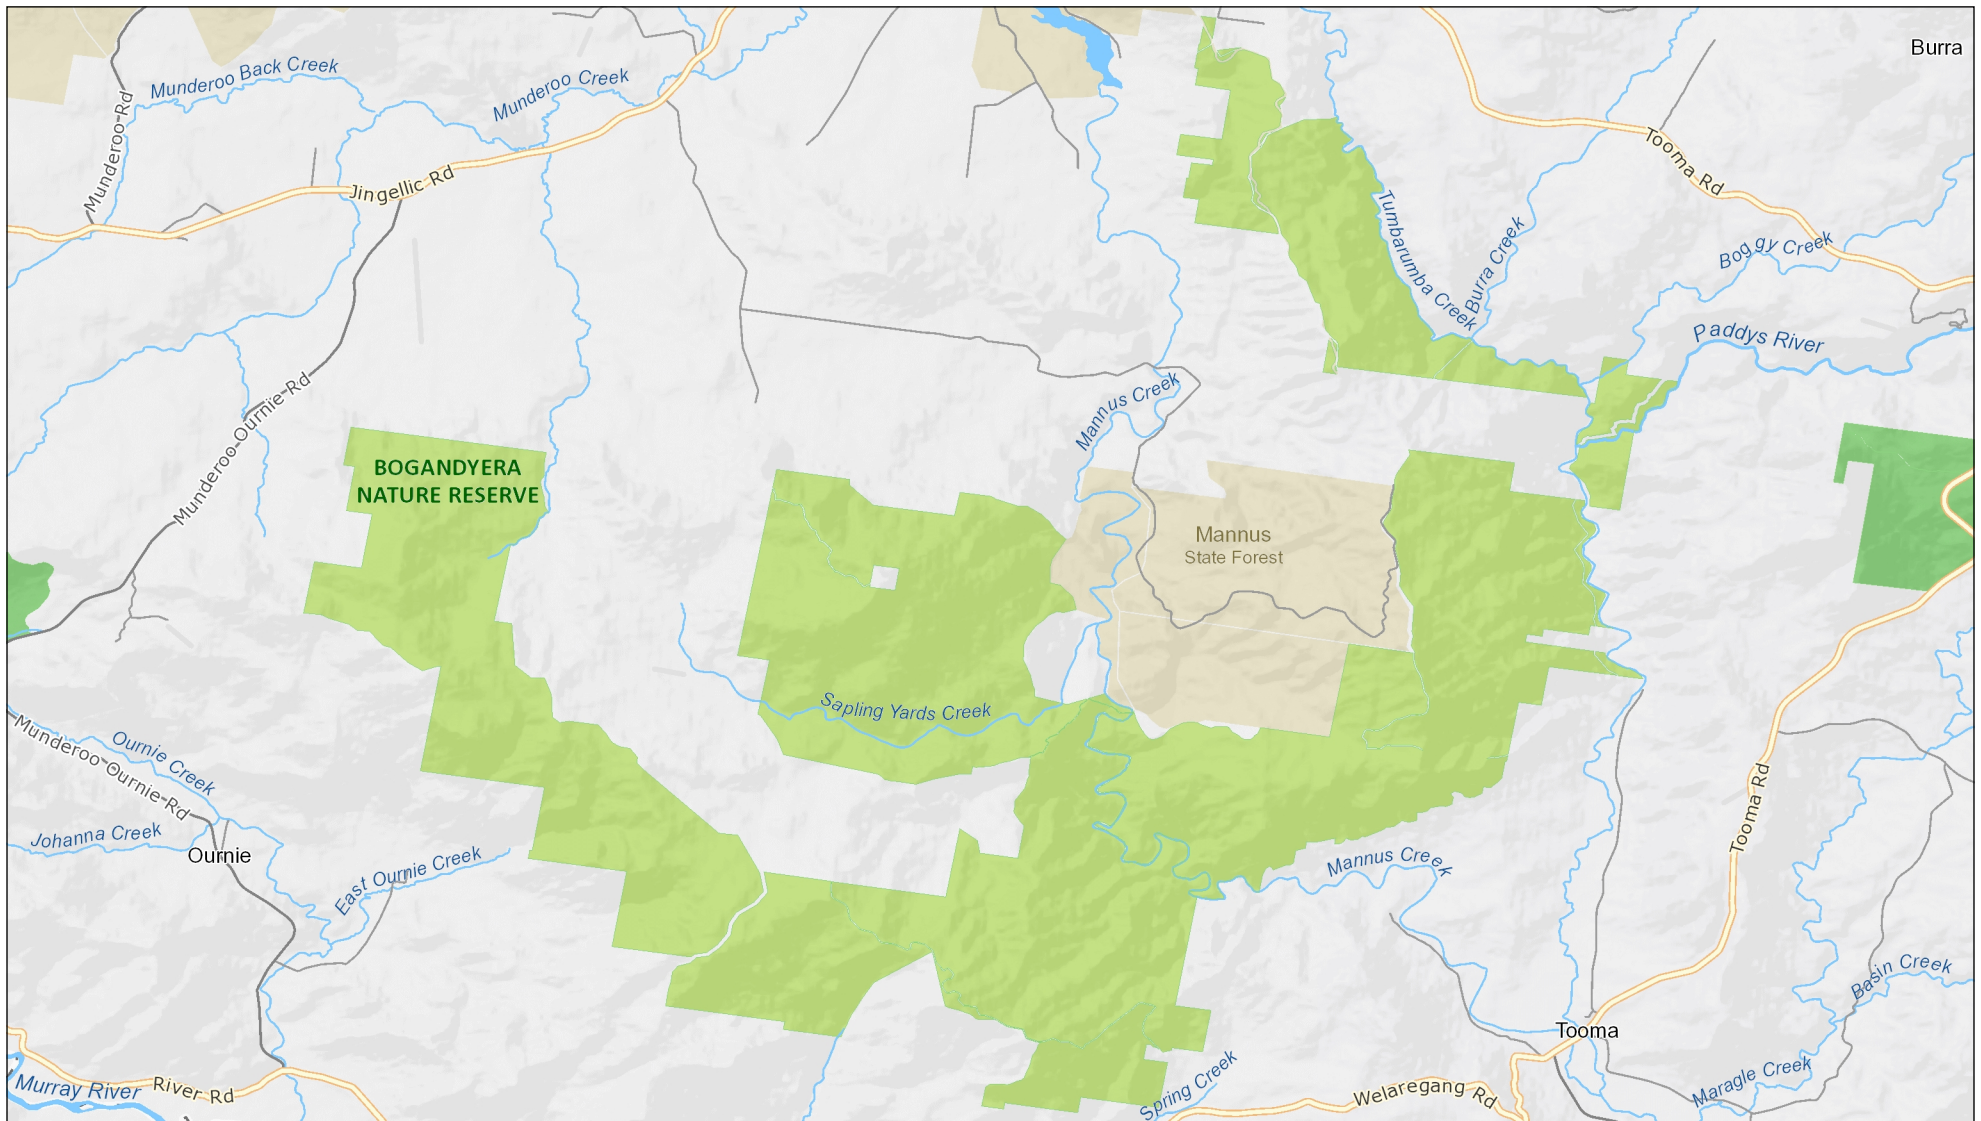 Burra
Munderoo Back Creek
Munderoo Creek
Munderoo Rd
Jingellic Rd
Tooma Rd
Tumbarumba Creek
Burra Creek
Boggy Creek
Paddys River
Munderoo-Ournie Rd
Mannus Creek
BOGANDYERA
NATURE RESERVE
Mannus
State Forest
Sapling Yards Creek
Munderoo Ournie Rd
Ournie Creek
Johanna Creek
Ournie
East Ournie Creek
Mannus Creek
Tooma Rd
Basin Creek
Tooma
Murray River
River Rd
Spring Creek
Welaregang Rd
Maragle Creek